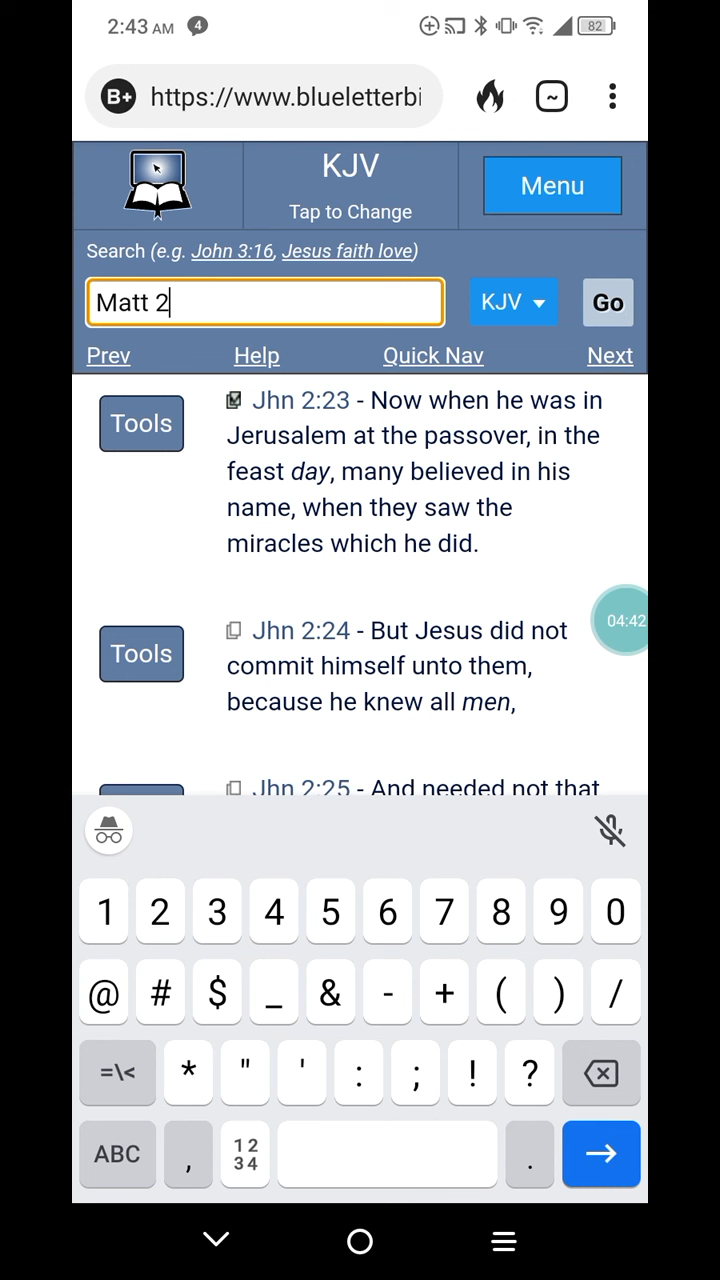 2:43 AM 4 82
B+ https://www.blueletterbi
KJV
Tap to Change
Menu
Search (e.g. John 3:16, Jesus faith love)
Matt 2 KJV Go
Prev Help Quick Nav Next
Tools
Jhn 2:23 - Now when he was in
Jerusalem at the passover, in the
feast day, many believed in his
name, when they saw the
miracles which he did.
04:42
Tools
Jhn 2:24 - But Jesus did not
commit himself unto them,
because he knew all men,
Jhn 2:25 - And needed not that
1 2 3 4 5 6 7 8 9 0
@ # $ _ & - + ( ) /
=\< * " ' : ; ! ?
ABC , 1 2 3 4 .